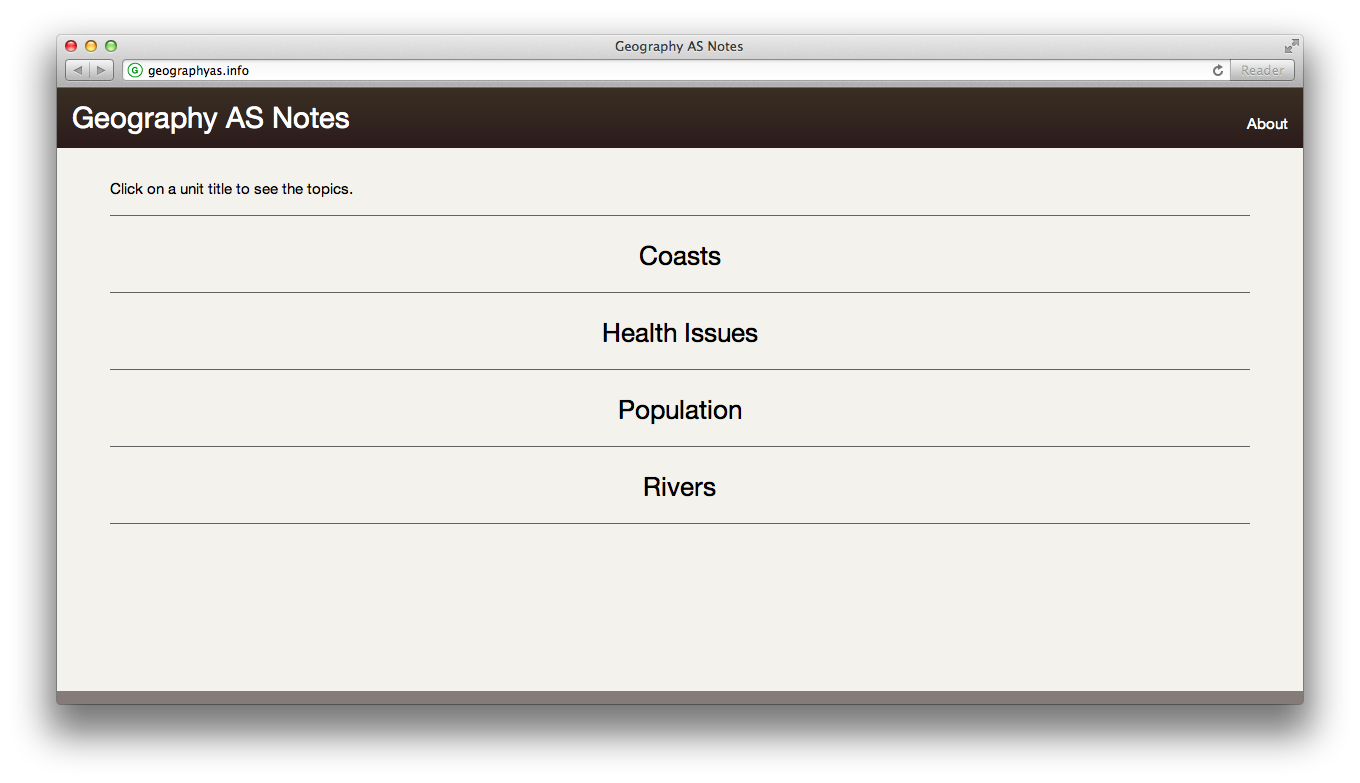 Geography AS Notes
G geographyas.info Reader
Geography AS Notes
About
Click on a unit title to see the topics.
Coasts
Health Issues
Population
Rivers